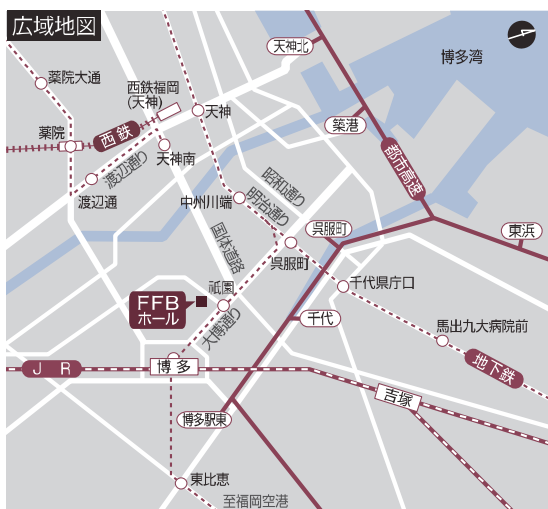 広域地図
天神北
博多湾
薬院大通
西鉄福岡
(天神)
天神
築港
薬院
西鉄
天神南
渡辺通り
都市高速
渡辺通
昭和通り
明治通り
中州川端
国体道路
呉服町
東浜
呉服町
祇園
千代県庁口
FFB
ホール
大博通り
千代
馬出九大病院前
地下鉄
JR
博多
吉塚
博多駅東
東比恵
至福岡空港